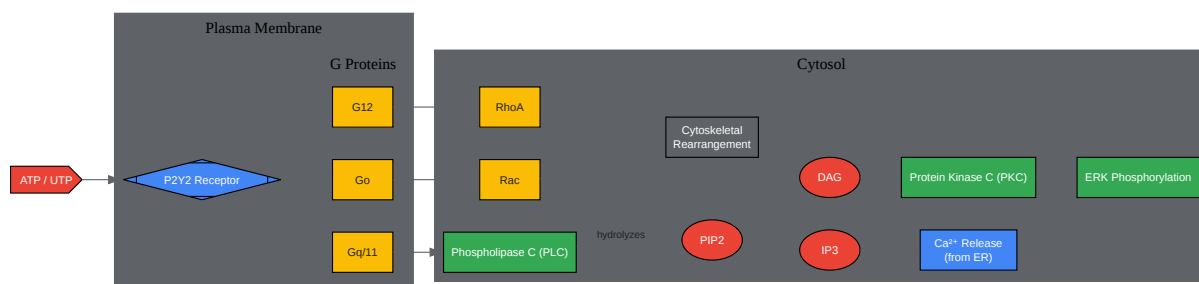 Plasma Membrane
G Proteins
Cytosol
G12
RhoA
Cytoskeletal
Rearrangement
ATP / UTP
P2Y2 Receptor
Go
Rac
DAG
Protein Kinase C (PKC)
ERK Phosphorylation
Gq/11
Phospholipase C (PLC)
hydrolyzes
PIP2
IP3
Ca²⁺ Release
(from ER)